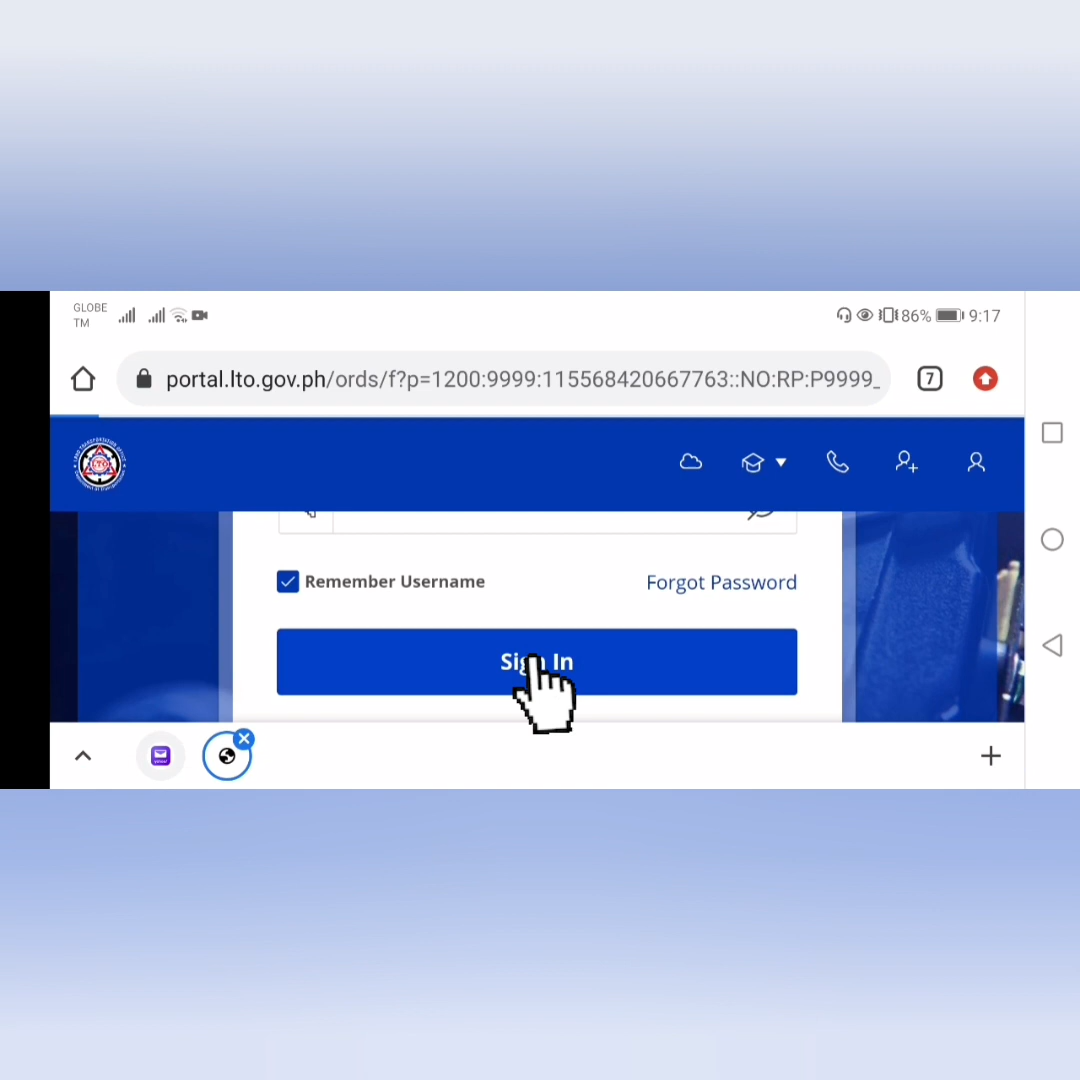 GLOBE
TM
86% 9:17
portal.lto.gov.ph/ords/f?p=1200:9999:115568420667763::NO:RP:P9999_
7
LTO
Remember Username
Forgot Password
Sign In